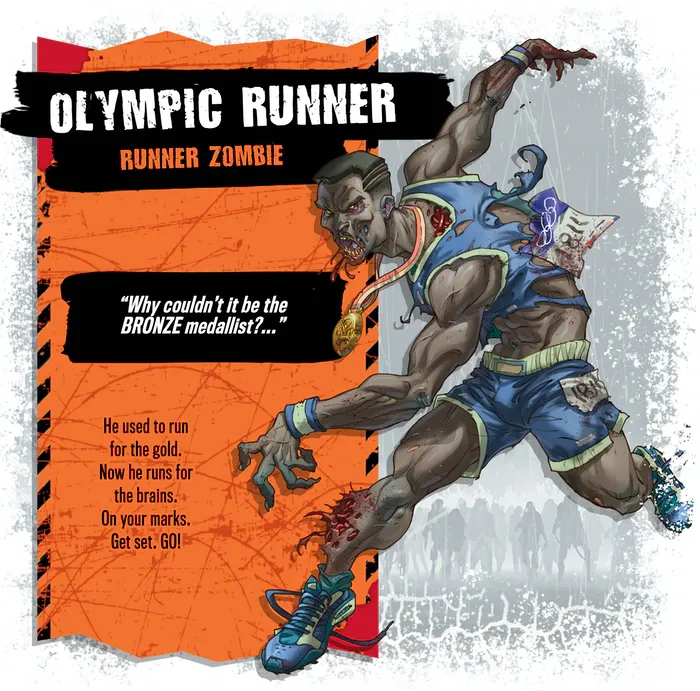 OLYMPIC RUNNER
RUNNER ZOMBIE
“Why couldn’t it be the
BRONZE medallist?...”
He used to run
for the gold.
Now he runs for
the brains.
On your marks.
Get set. GO!